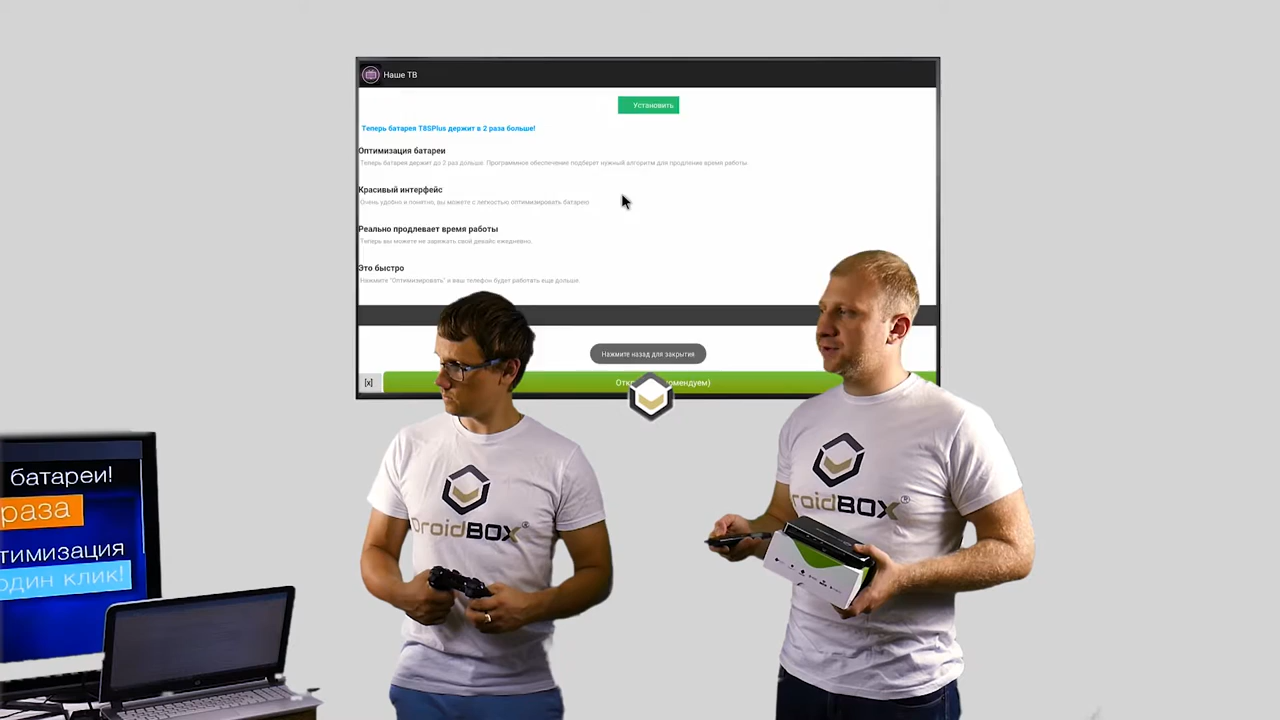 Наше ТВ
Установить
Теперь батарея T8SPlus держит в 2 раза больше!
Оптимизация батареи
Теперь батарея держит до 2 раз дольше. Программное обеспечение подберет нужный алгоритм для продление время работы
Красивый интерфейс
Очень удобно и понятно, вы можете с легкостью оптимизировать батарею
Реально продлевает время работы
Теперь вы можете не заряжать свой девайс ежедневно.
Это быстро
Нажмите "Оптимизировать" и ваш телефон будет работать еще дольше.
Нажмите назад для закрытия
[x]
батареи!
раза
один клик!
DroidBOX®
roidBOX®